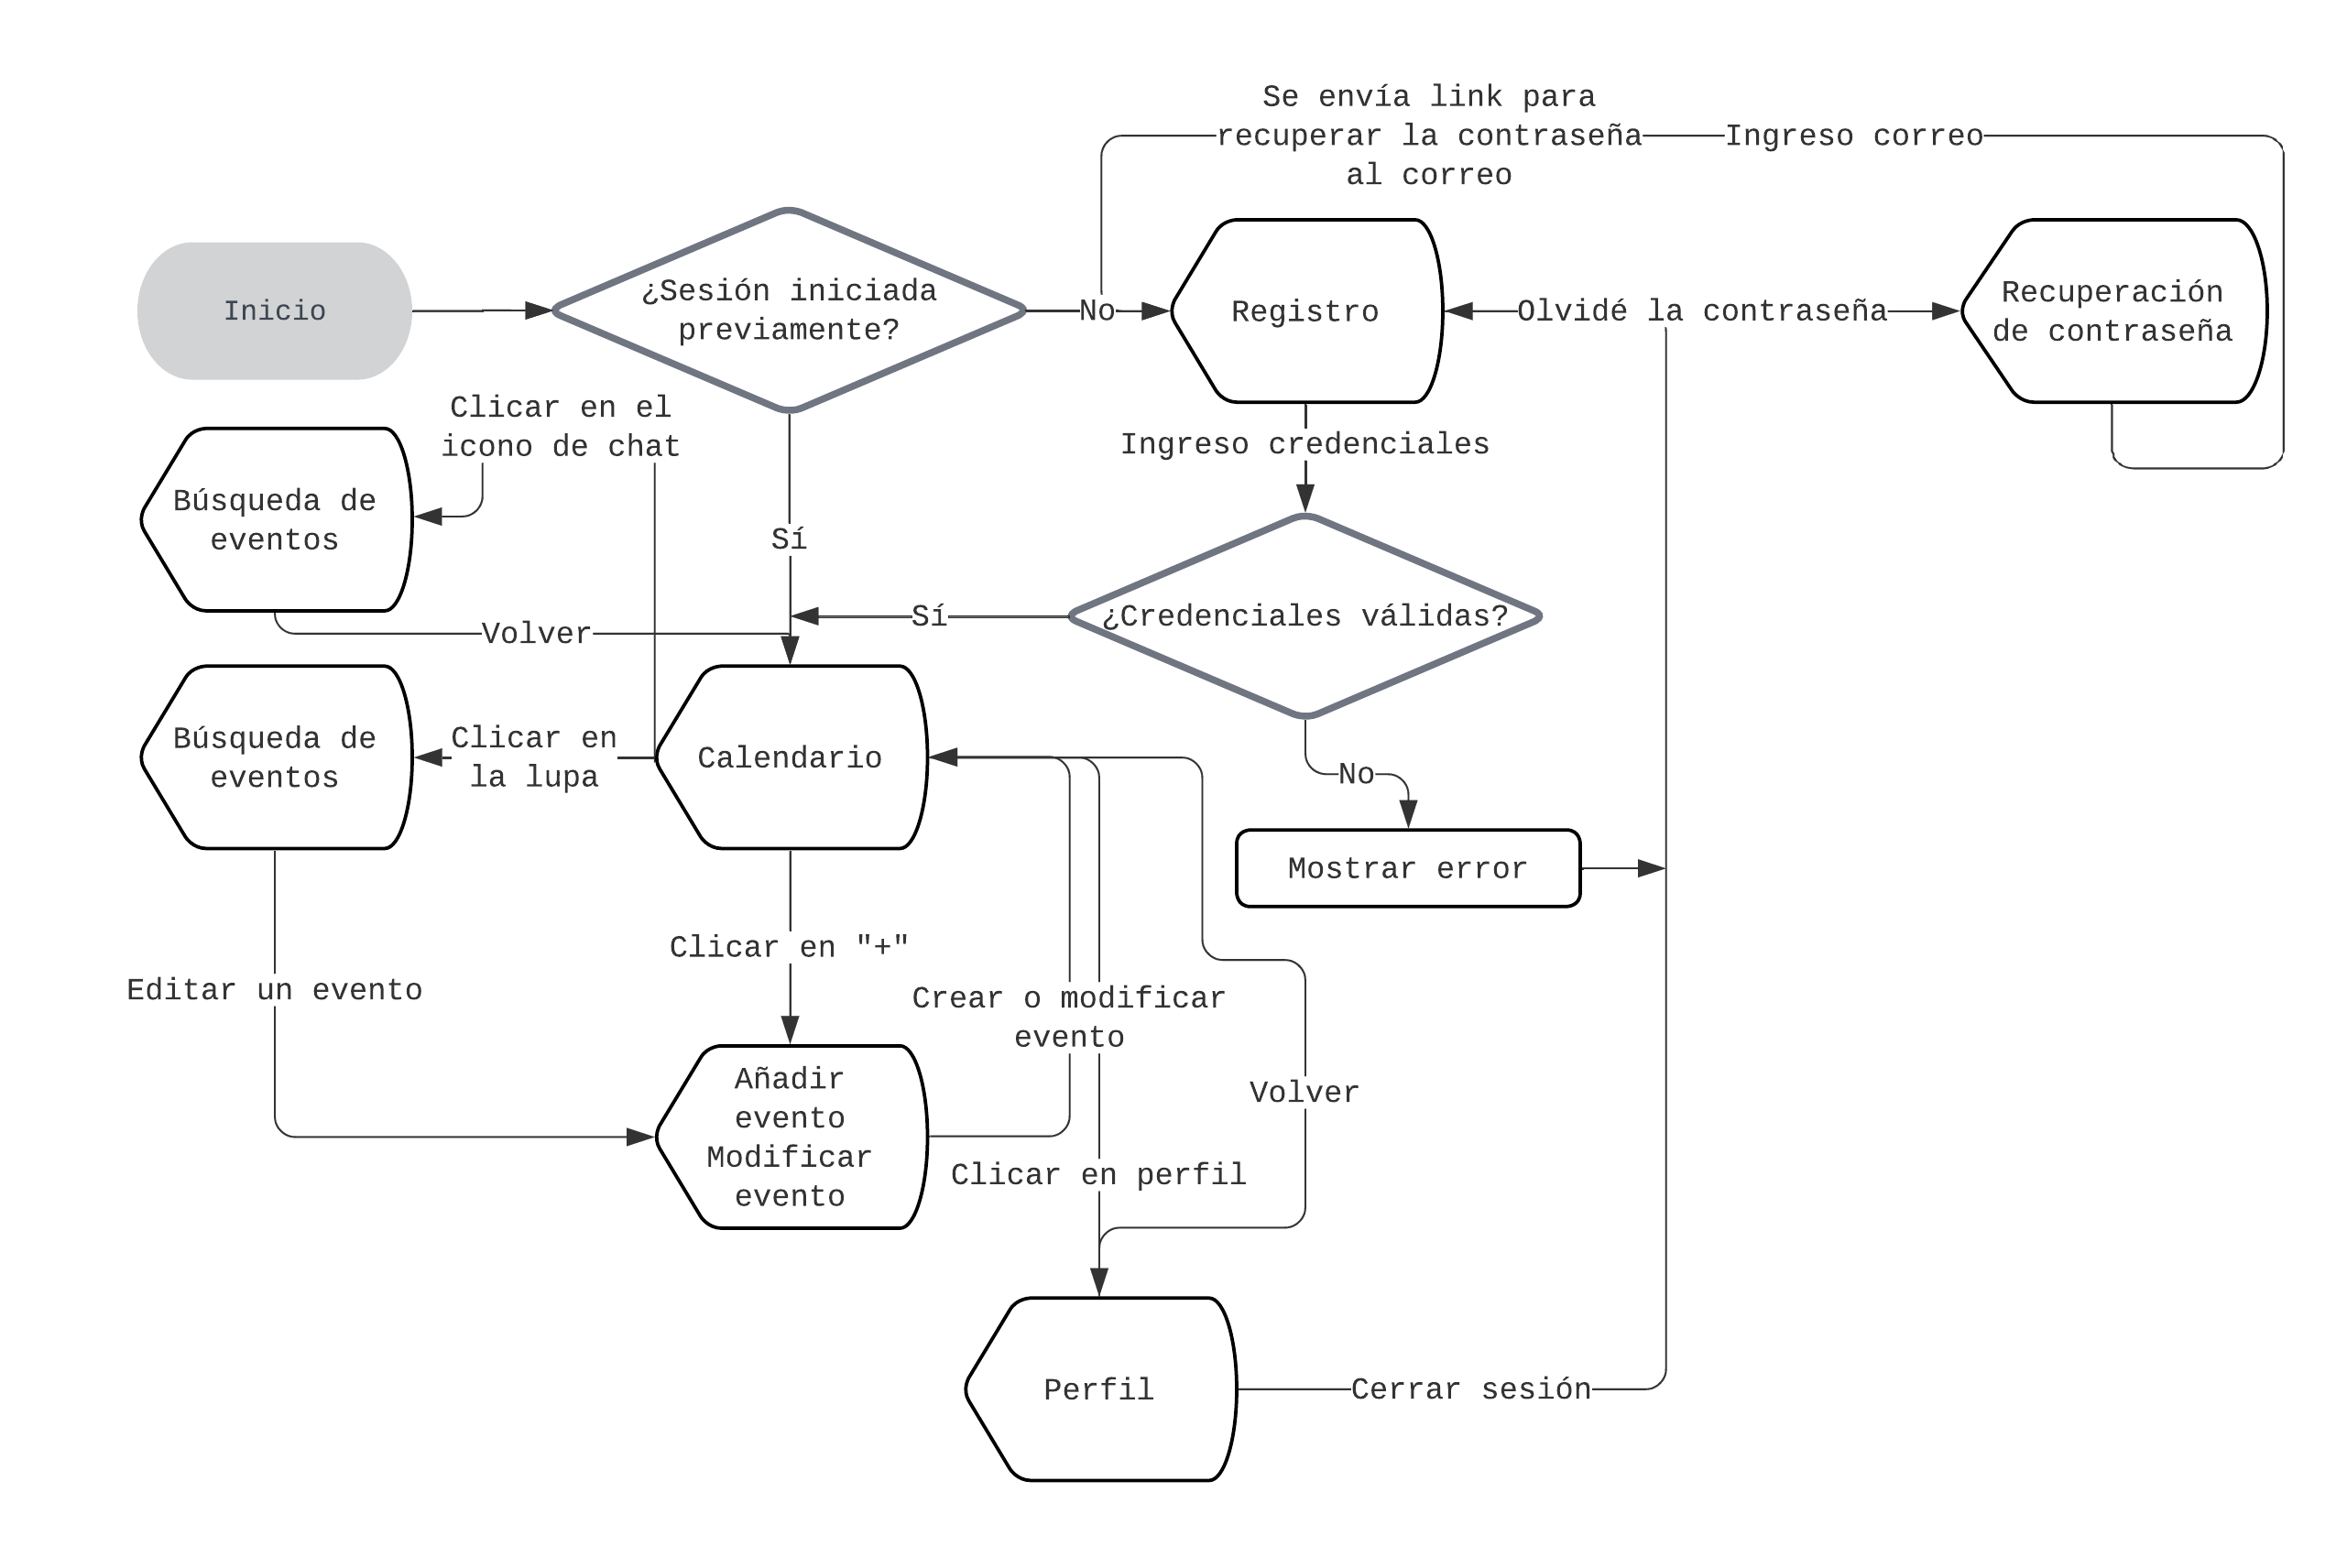 Se envía link para
recuperar la contraseña
al correo
Ingreso correo
Inicio
¿Sesión iniciada
previamente?
No
Registro
Olvidé la contraseña
Recuperación
de contraseña
Clicar en el
icono de chat
Ingreso credenciales
Búsqueda de
eventos
Sí
Volver
Sí
¿Credenciales válidas?
Búsqueda de
eventos
Clicar en
la lupa
Calendario
No
Mostrar error
Clicar en "+"
Editar un evento
Crear o modificar
evento
Añadir
evento
Modificar
evento
Volver
Clicar en perfil
Perfil
Cerrar sesión